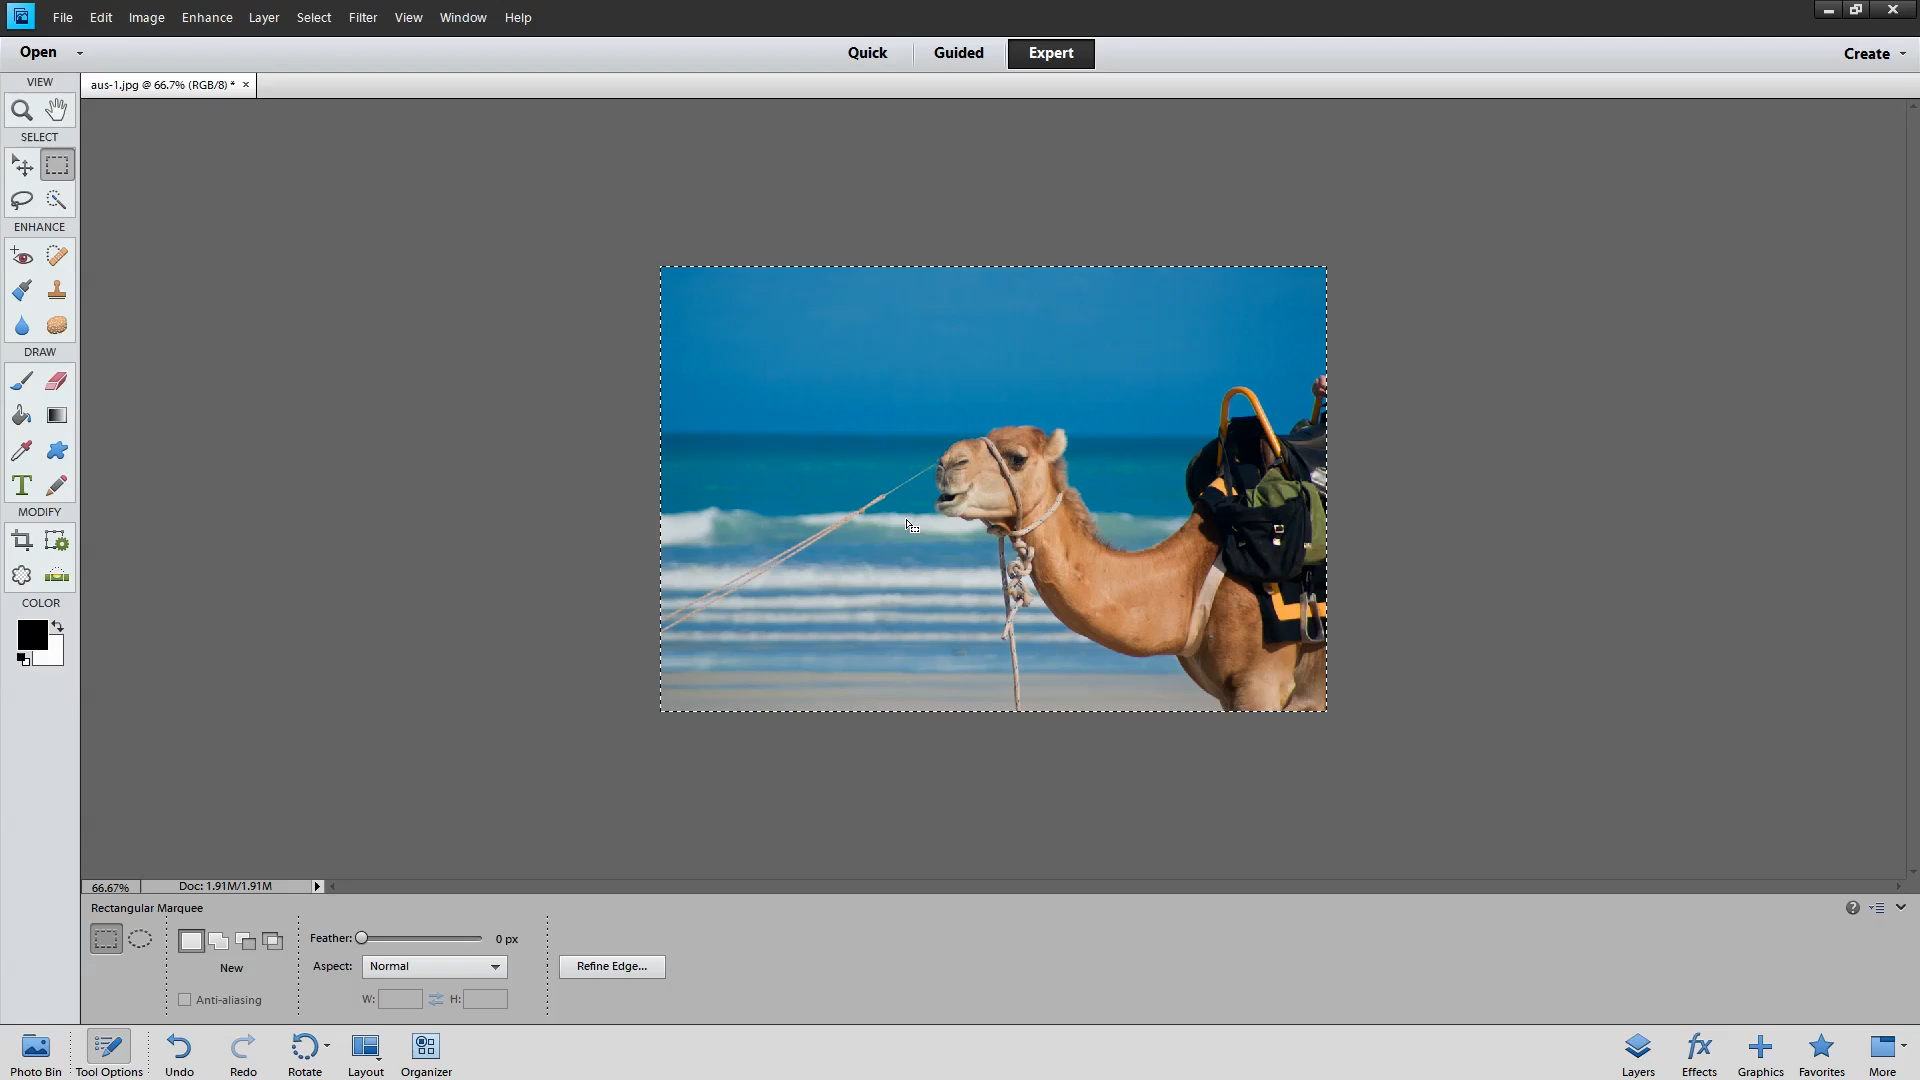 File Edit Image Enhance Layer Select Filter View Window Help
Open Quick Guided Expert Create
aus-1.jpg @ 66.7% (RGB/8) * ×
VIEW
SELECT
ENHANCE
DRAW
T
MODIFY
COLOR
66.67% Doc: 1.91M/1.91M
Rectangular Marquee
New
Anti-aliasing
Feather: 0 px
Aspect: Normal
W: H:
Refine Edge...
Photo Bin Tool Options Undo Redo Rotate Layout Organizer
fx
Layers Effects Graphics Favorites More